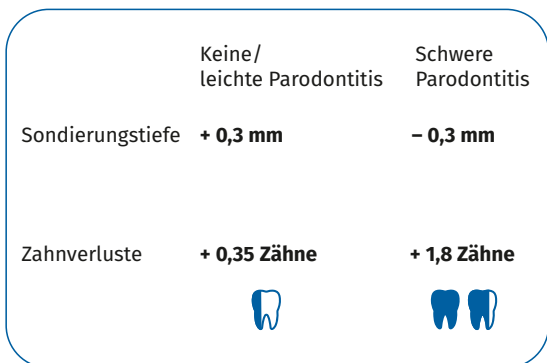 Keine/
leichte Parodontitis
Schwere
Parodontitis
Sondierungstiefe + 0,3 mm – 0,3 mm
Zahnverluste + 0,35 Zähne + 1,8 Zähne